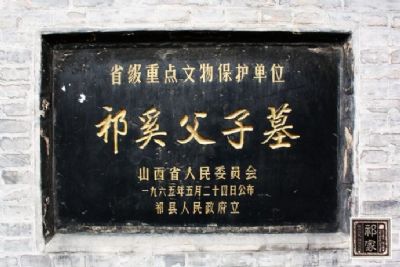 省级重点文物保护单位
祁奚父子墓
山西省人民委员会
一九六五年五月二十四日公布
祁县人民政府立
祁家